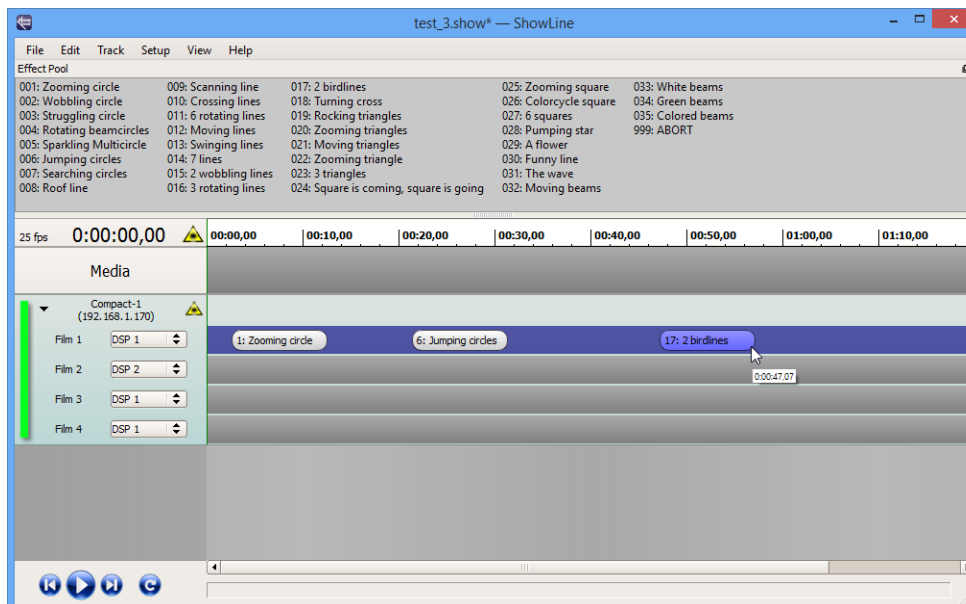 test_3.show* — ShowLine
File Edit Track Setup View Help
Effect Pool
001: Zooming circle
002: Wobbling circle
003: Struggling circle
004: Rotating beamcircles
005: Sparkling Multicircle
006: Jumping circles
007: Searching circles
008: Roof line
009: Scanning line
010: Crossing lines
011: 6 rotating lines
012: Moving lines
013: Swinging lines
014: 7 lines
015: 2 wobbling lines
016: 3 rotating lines
017: 2 birdlines
018: Turning cross
019: Rocking triangles
020: Zooming triangles
021: Moving triangles
022: Zooming triangle
023: 3 triangles
024: Square is coming, square is going
025: Zooming square
026: Colorcycle square
027: 6 squares
028: Pumping star
029: A flower
030: Funny line
031: The wave
032: Moving beams
033: White beams
034: Green beams
035: Colored beams
999: ABORT
25 fps 0:00:00,00 00:00,00 00:10,00 00:20,00 00:30,00 00:40,00 00:50,00 01:00,00 01:10,00
Media
Compact-1
(192.168.1.170)
Film 1 DSP 1 1: Zooming circle 6: Jumping circles 17: 2 birdlines
0:00:47,07
Film 2 DSP 2
Film 3 DSP 1
Film 4 DSP 1